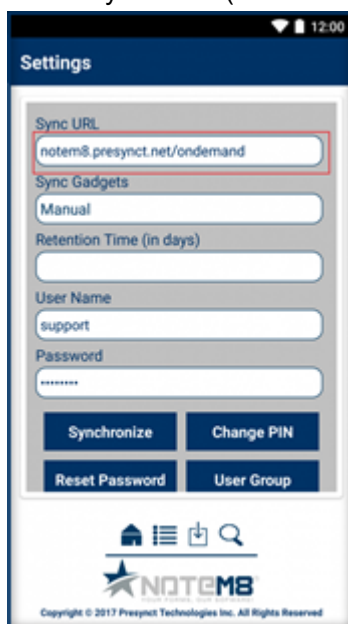 12:00
Settings
Sync URL
notem8.presynct.net/ondemand
Sync Gadgets
Manual
Retention Time (in days)
User Name
support
Password
••••••••
Synchronize Change PIN
Reset Password User Group
NOTEM8
Copyright © 2017 Presynct Technologies Inc. All Rights Reserved